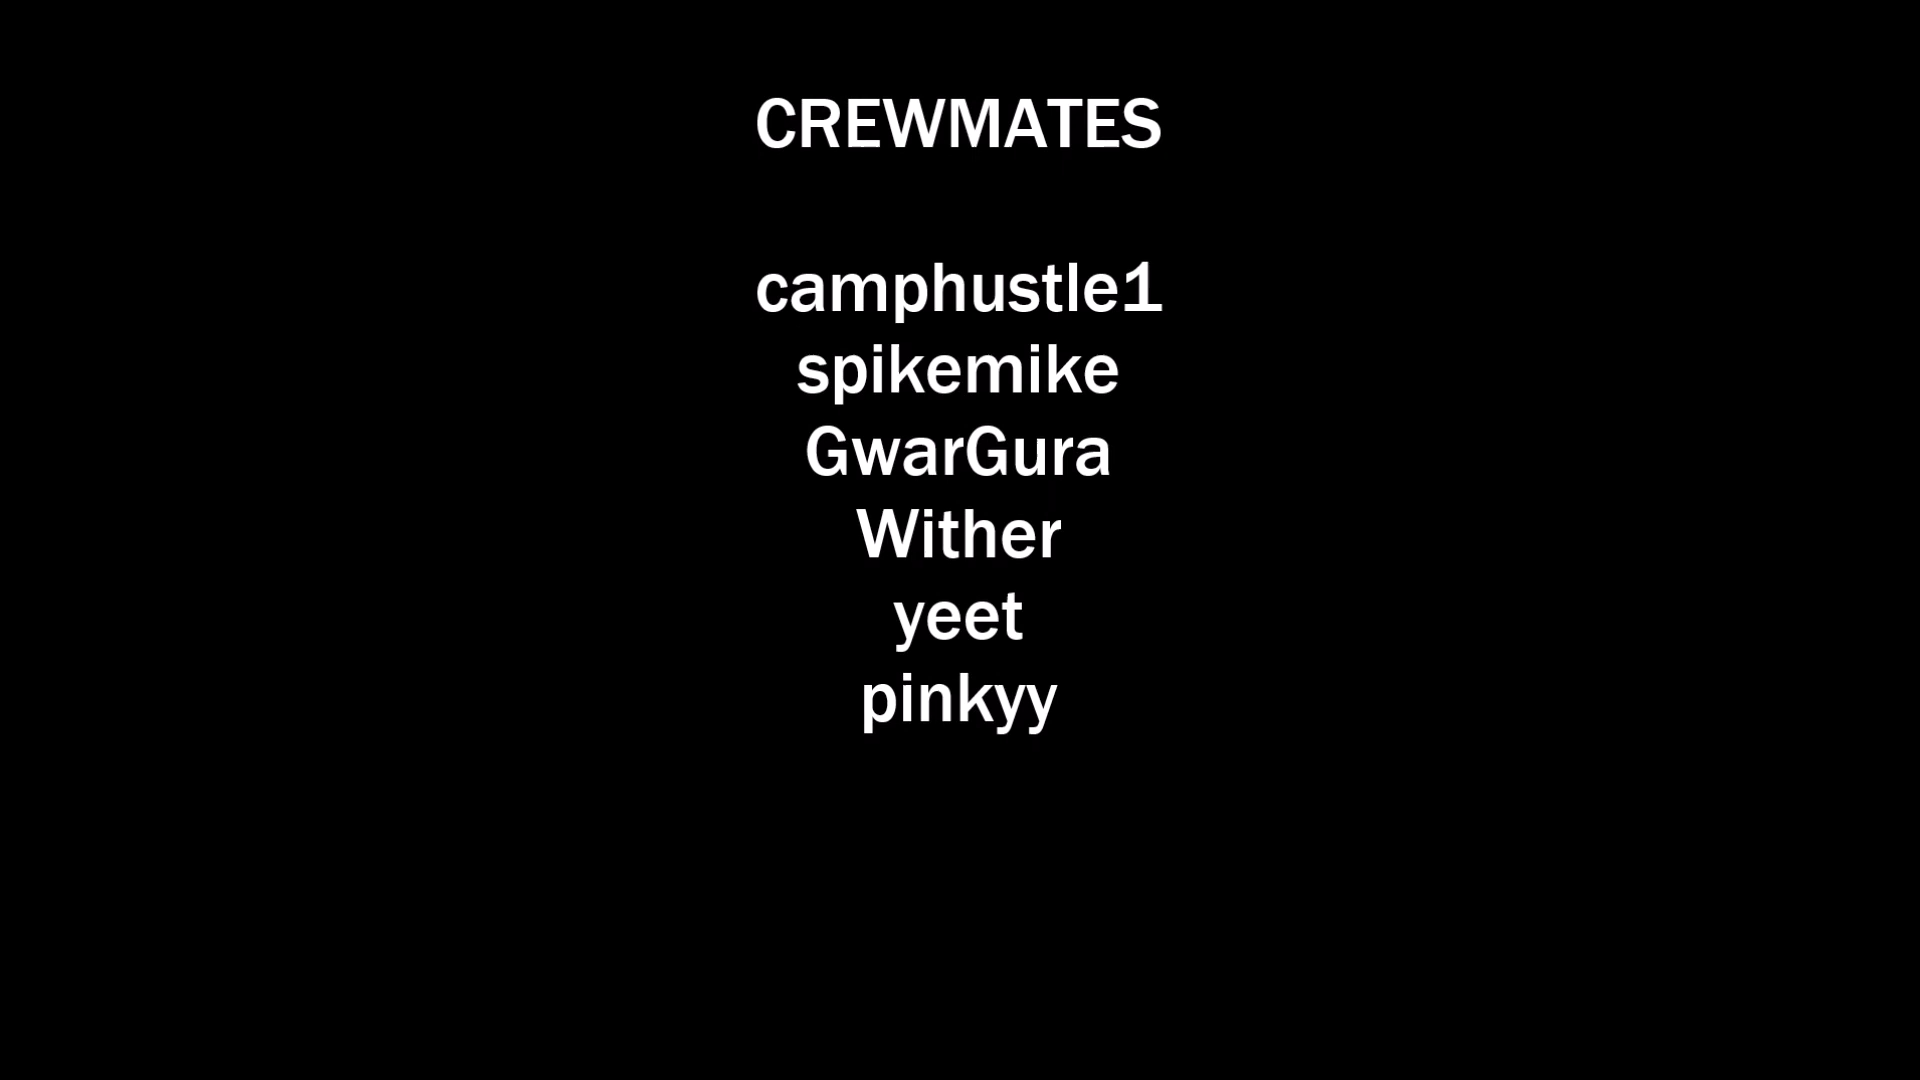 CREWMATES
camphustle1
spikemike
GwarGura
Wither
yeet
pinkyy